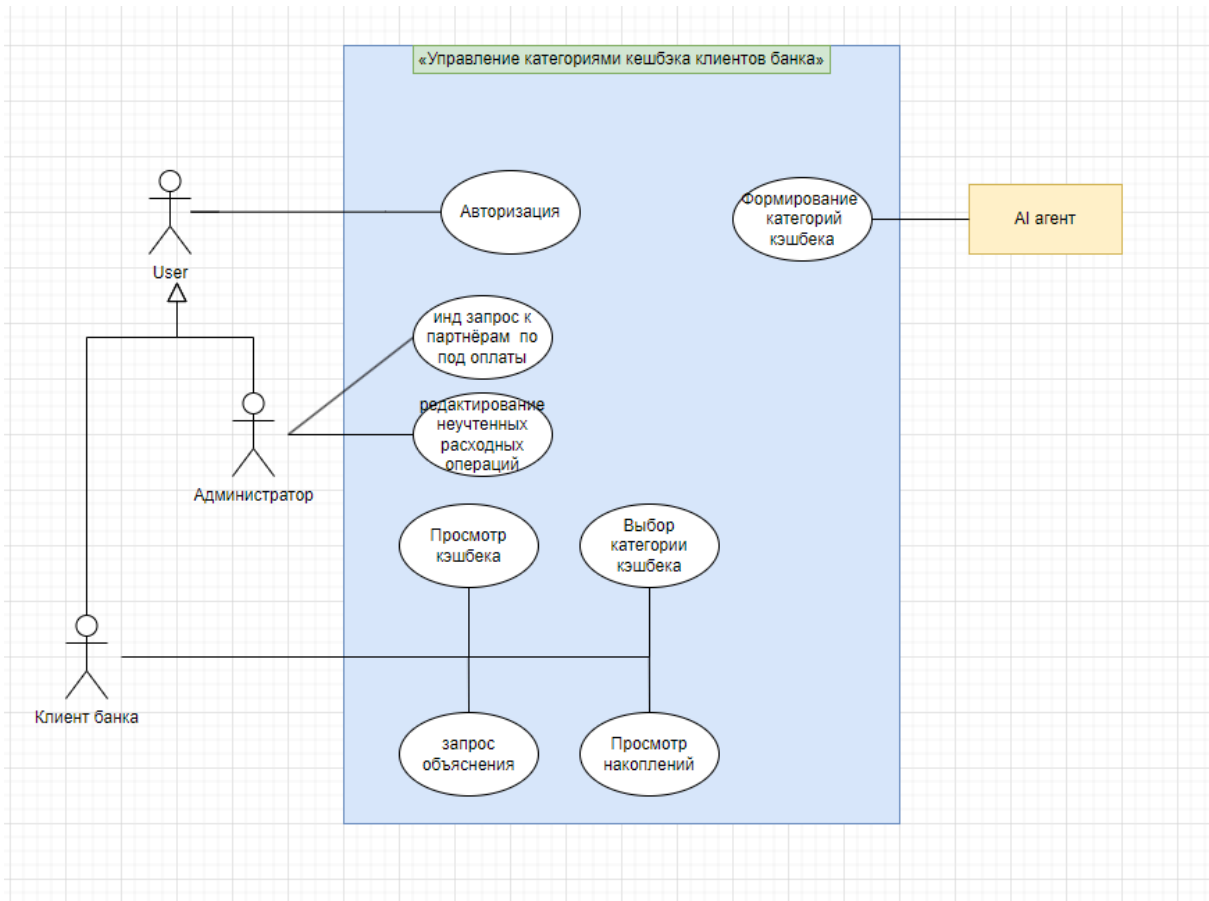 «Управление категориями кешбэка клиентов банка»
User
Авторизация
Формирование
категорий
кэшбека
AI агент
инд запрос к
партнёрам по
под оплаты
редактирование
неучтенных
расходных
операций
Администратор
Просмотр
кэшбека
Выбор
категории
кэшбека
Клиент банка
запрос
объяснения
Просмотр
накоплений